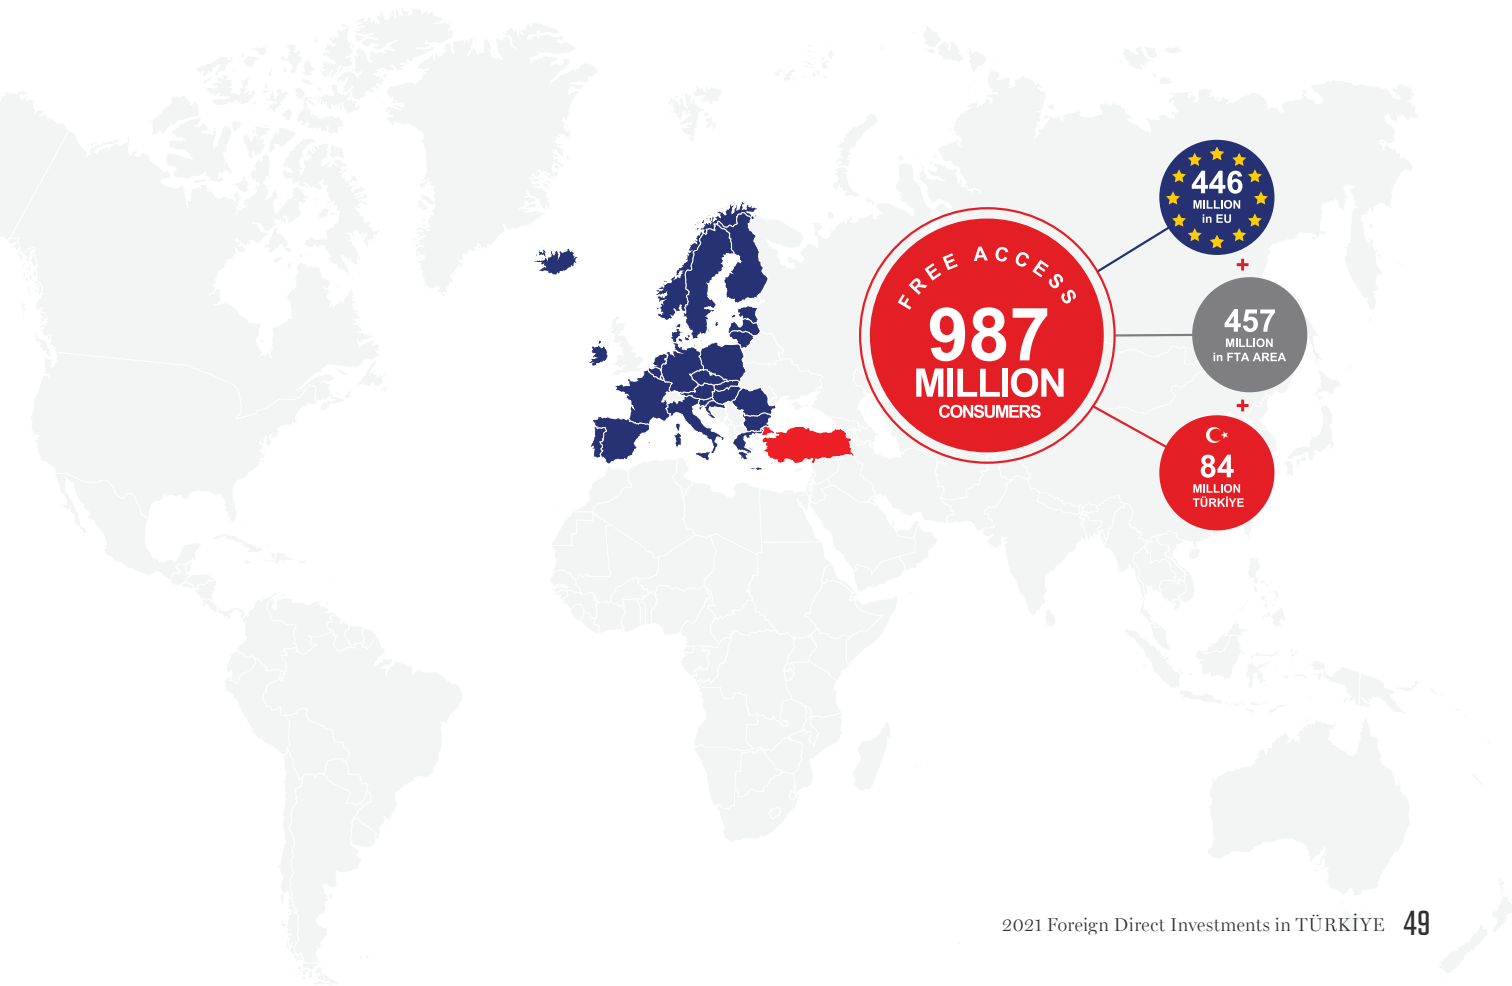 FREE ACCESS
987
MILLION
CONSUMERS
446
MILLION
in EU
+
457
MILLION
in FTA AREA
+
84
MILLION
TÜRKİYE
2021 Foreign Direct Investments in TÜRKİYE 49